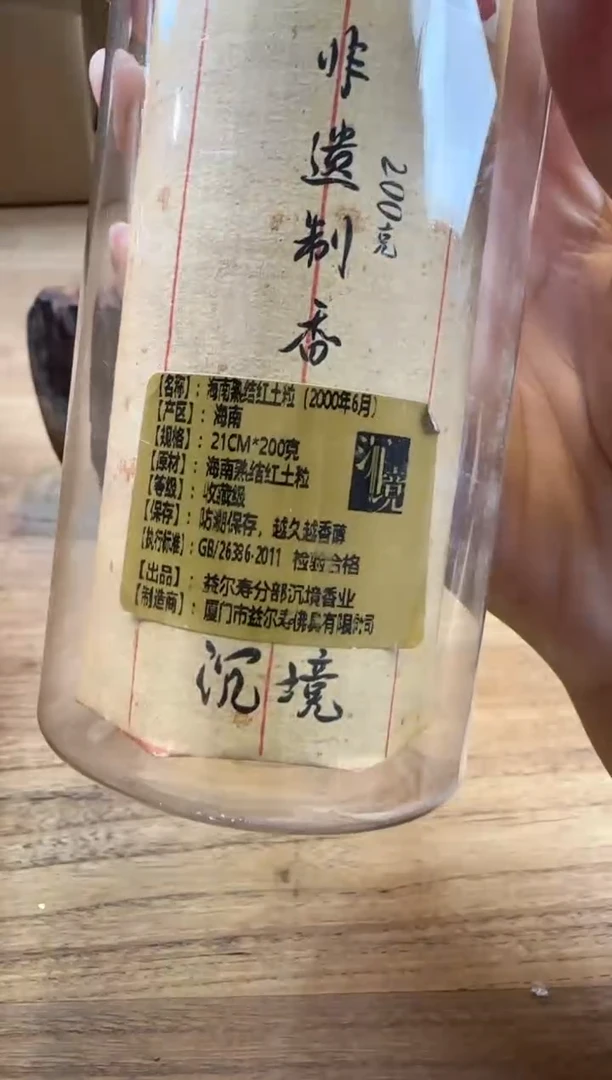 非遗制香
200克
【名称】：海南熟结红土粒（2000年6月）
【产区】：海南
【规格】：21CM*200克
【原材】：海南熟结红土粒
【等级】：收藏级
【保存】：防潮保存，越久越香醇
【执行标准】：GB/26386-2011 检验合格
【出品】：益尔寿分部沉境香业
【制造商】：厦门市益尔寿佛具有限公司
沉境
沉境